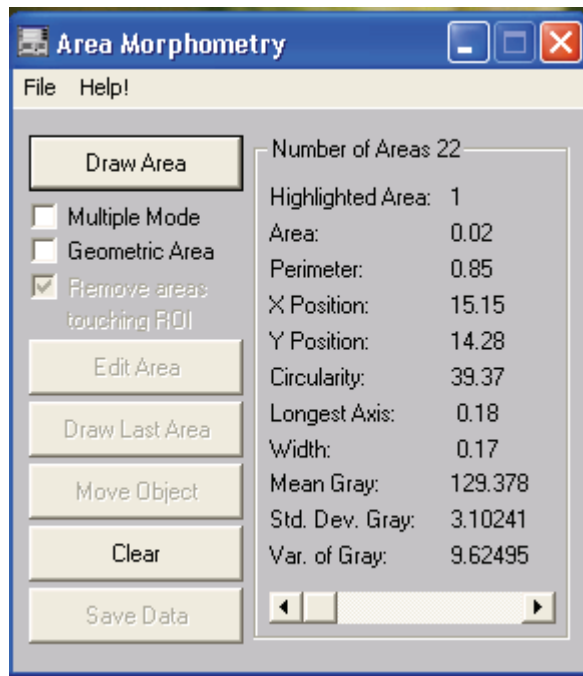 Area Morphometry
File Help!
Draw Area
Multiple Mode
Geometric Area
Remove areas
touching ROI
Edit Area
Draw Last Area
Move Object
Clear
Save Data
Number of Areas 22
Highlighted Area: 1
Area: 0.02
Perimeter: 0.85
X Position: 15.15
Y Position: 14.28
Circularity: 39.37
Longest Axis: 0.18
Width: 0.17
Mean Gray: 129.378
Std. Dev. Gray: 3.10241
Var. of Gray: 9.62495